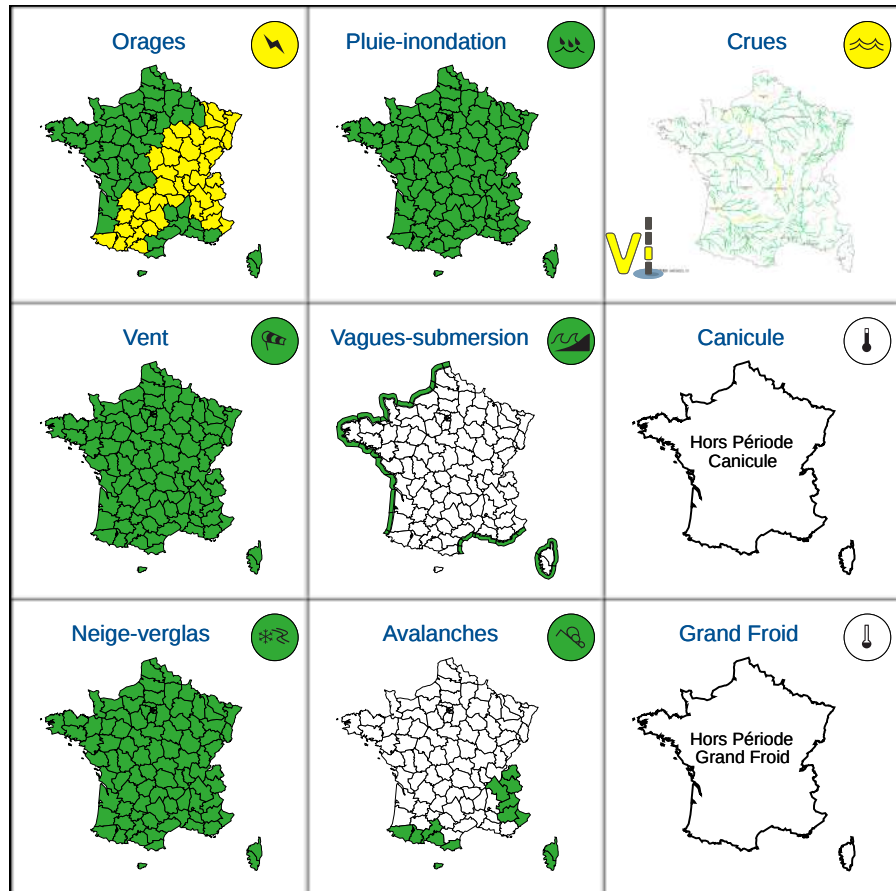 Orages
Pluie-inondation
Crues
Vi
Vent
Vagues-submersion
Canicule
Hors Période
Canicule
Neige-verglas
Avalanches
Grand Froid
Hors Période
Grand Froid